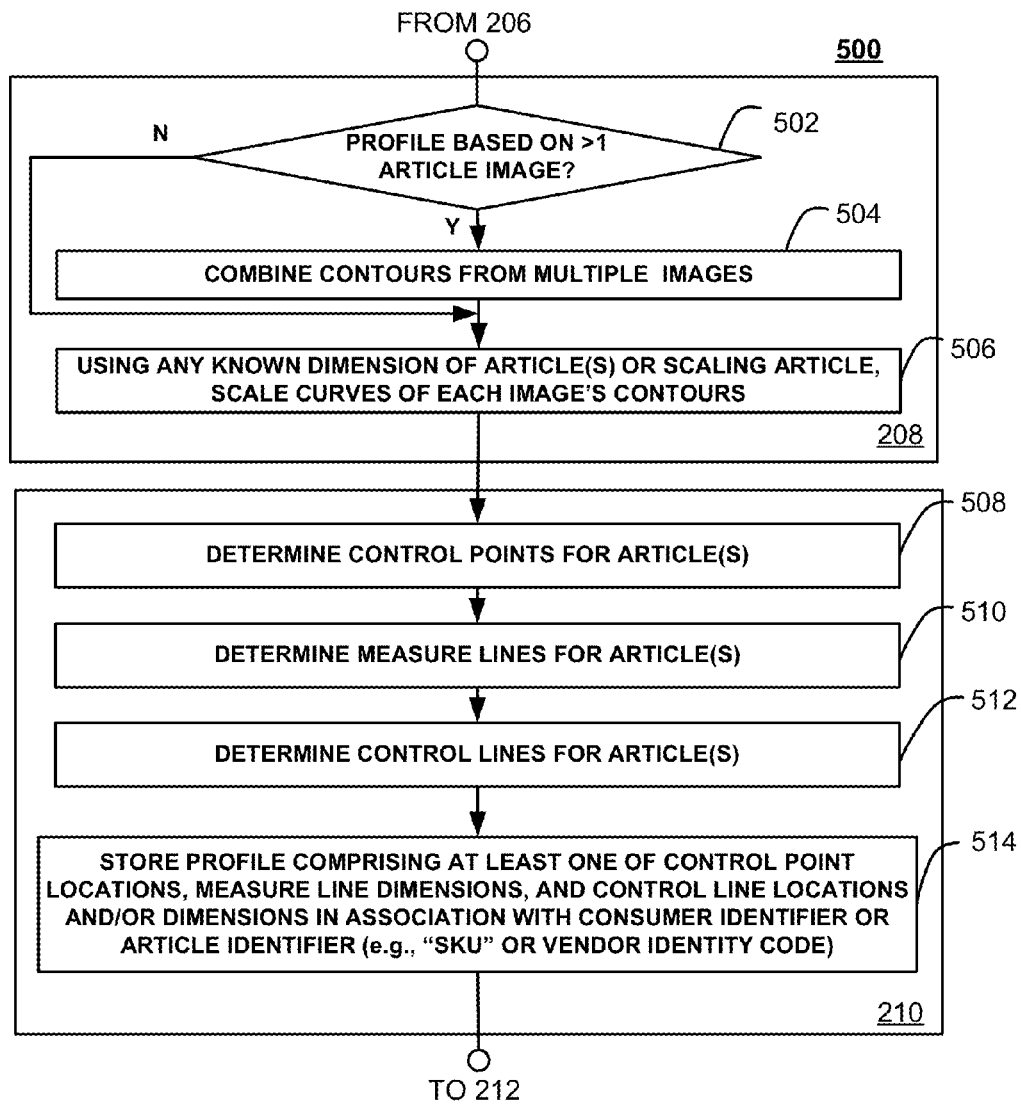 FROM 206
500
N
PROFILE BASED ON >1
ARTICLE IMAGE?
502
Y
504
COMBINE CONTOURS FROM MULTIPLE IMAGES
USING ANY KNOWN DIMENSION OF ARTICLE(S) OR SCALING ARTICLE,
SCALE CURVES OF EACH IMAGE'S CONTOURS
506
208
508
DETERMINE CONTROL POINTS FOR ARTICLE(S)
510
DETERMINE MEASURE LINES FOR ARTICLE(S)
512
DETERMINE CONTROL LINES FOR ARTICLE(S)
514
STORE PROFILE COMPRISING AT LEAST ONE OF CONTROL POINT
LOCATIONS, MEASURE LINE DIMENSIONS, AND CONTROL LINE LOCATIONS
AND/OR DIMENSIONS IN ASSOCIATION WITH CONSUMER IDENTIFIER OR
ARTICLE IDENTIFIER (e.g., “SKU” OR VENDOR IDENTITY CODE)
210
TO 212